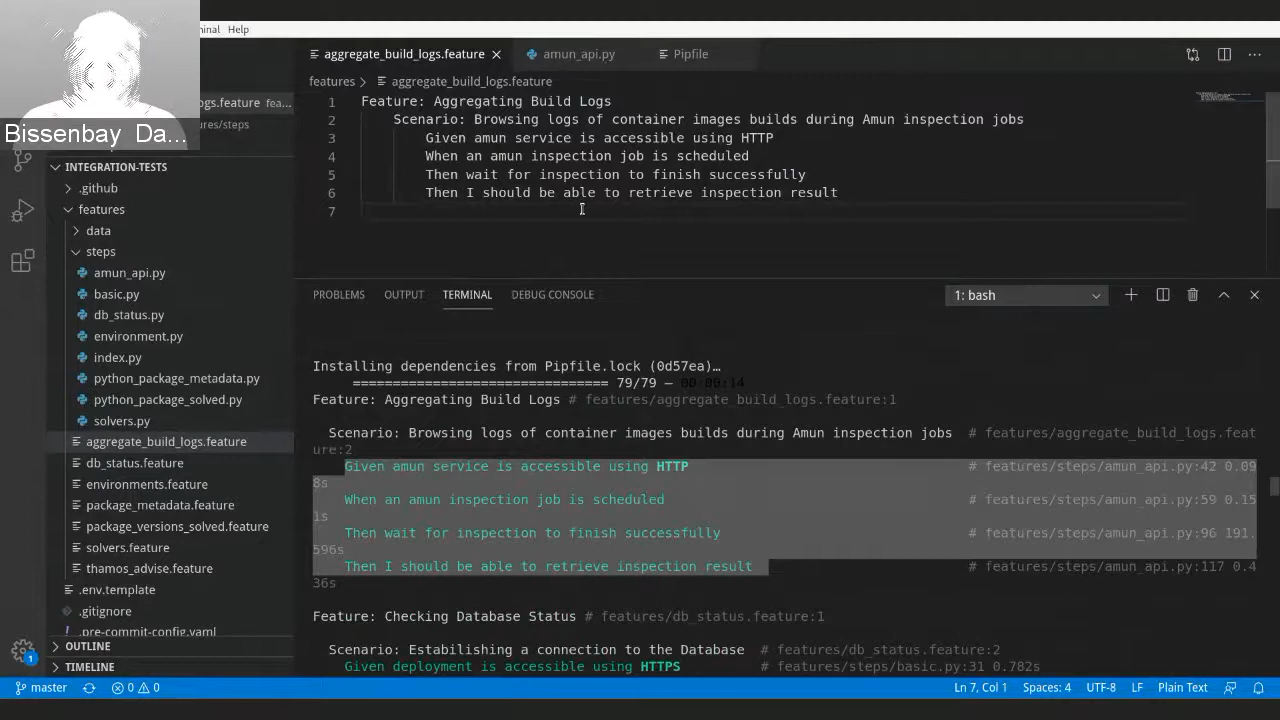 minal Help
Bissenbay Da...
aggregate_build_logs.feature
amun_api.py
Pipfile
features
aggregate_build_logs.feature
ogs.feature fea...
ures/steps
INTEGRATION-TESTS
.github
features
data
steps
amun_api.py
basic.py
db_status.py
environment.py
index.py
python_package_metadata.py
python_package_solved.py
solvers.py
aggregate_build_logs.feature
db_status.feature
environments.feature
package_metadata.feature
package_versions_solved.feature
solvers.feature
thamos_advise.feature
.env.template
.gitignore
.pre-commit-config.yaml
OUTLINE
TIMELINE
1 Feature: Aggregating Build Logs
2 Scenario: Browsing logs of container images builds during Amun inspection jobs
3 Given amun service is accessible using HTTP
4 When an amun inspection job is scheduled
5 Then wait for inspection to finish successfully
6 Then I should be able to retrieve inspection result
7
PROBLEMS OUTPUT TERMINAL DEBUG CONSOLE 1: bash
Installing dependencies from Pipfile.lock (0d57ea)…
================================ 79/79 — 00:00:14
Feature: Aggregating Build Logs # features/aggregate_build_logs.feature:1
Scenario: Browsing logs of container images builds during Amun inspection jobs # features/aggregate_build_logs.feat
ure:2
Given amun service is accessible using HTTP # features/steps/amun_api.py:42 0.09
8s
When an amun inspection job is scheduled # features/steps/amun_api.py:59 0.15
1s
Then wait for inspection to finish successfully # features/steps/amun_api.py:96 191.
596s
Then I should be able to retrieve inspection result # features/steps/amun_api.py:117 0.4
36s
Feature: Checking Database Status # features/db_status.feature:1
Scenario: Estabilishing a connection to the Database # features/db_status.feature:2
Given deployment is accessible using HTTPS # features/steps/basic.py:31 0.782s
1
master 0 0 Ln 7, Col 1 Spaces: 4 UTF-8 LF Plain Text